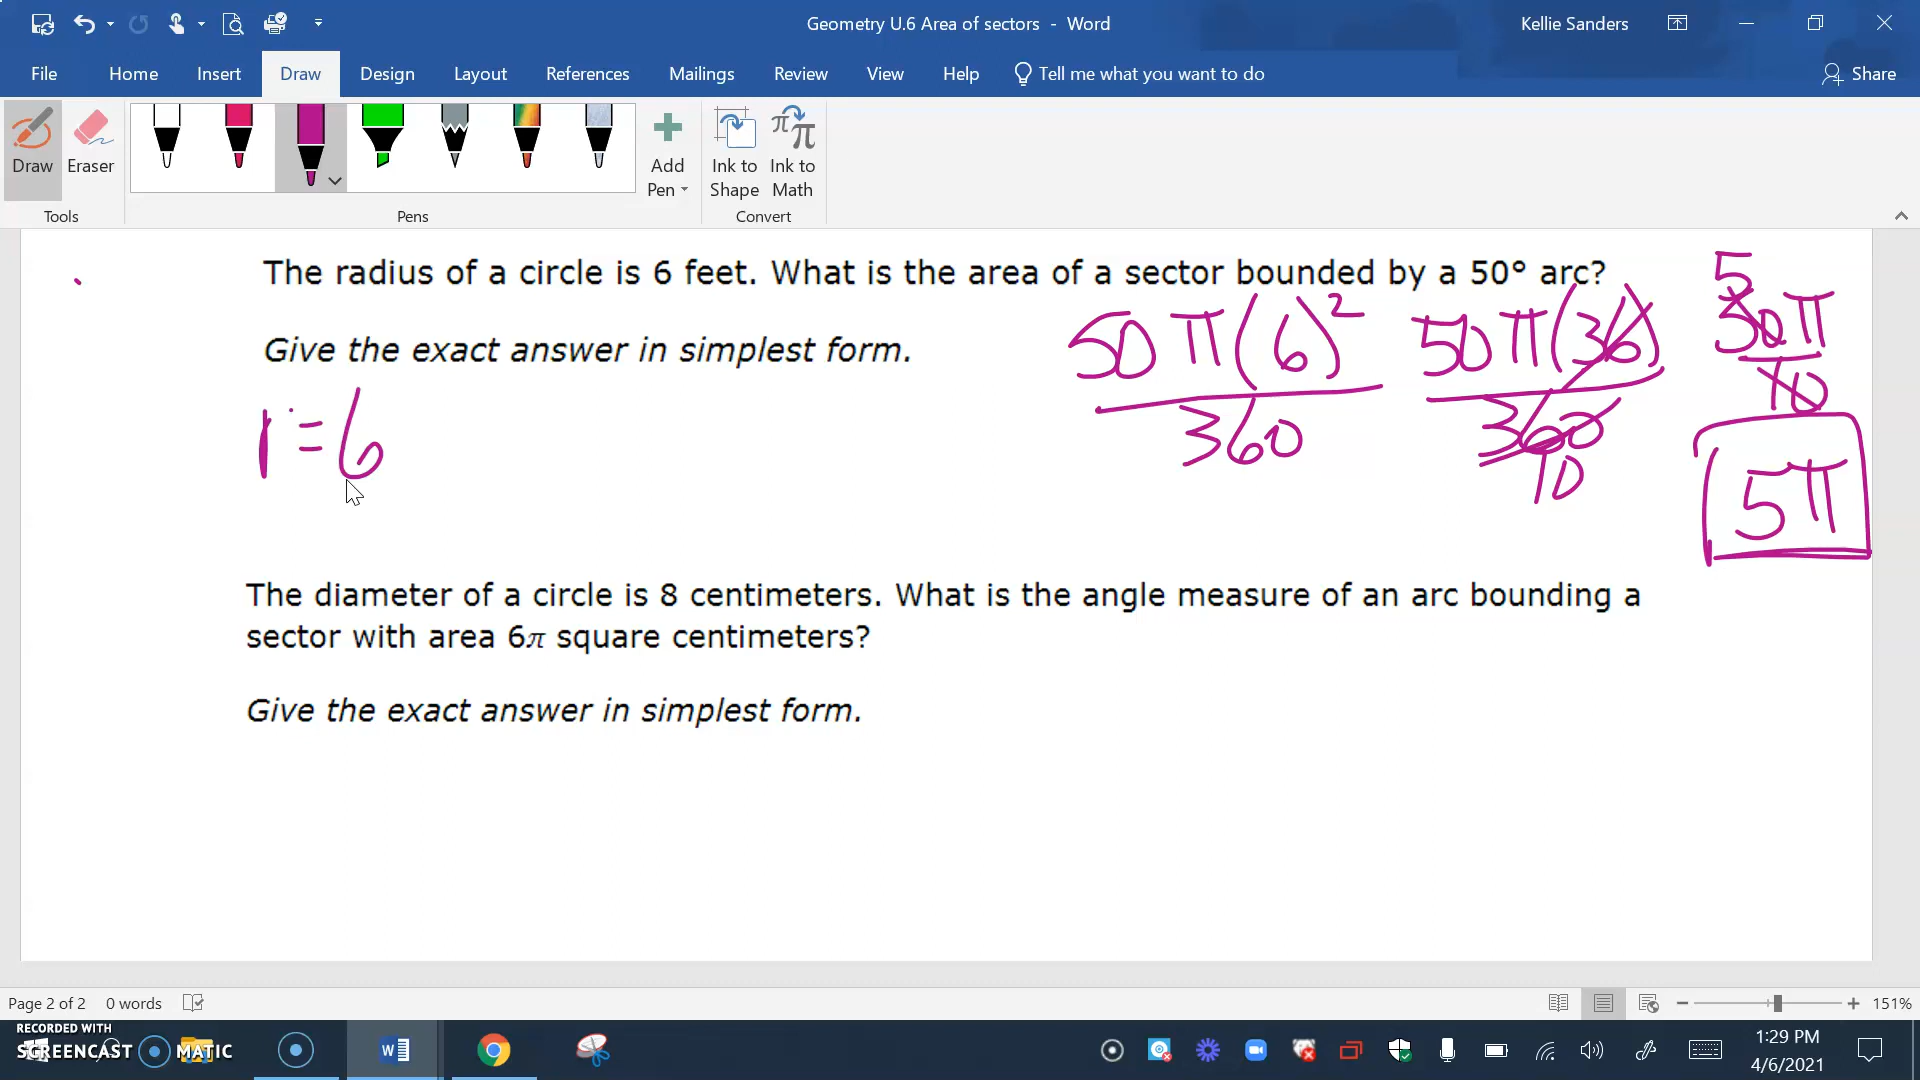 Geometry U.6 Area of sectors - Word
Kellie Sanders
File Home Insert Draw Design Layout References Mailings Review View Help Tell me what you want to do Share
Draw
Eraser
Add Pen
Ink to Shape
Ink to Math
Tools Pens Convert
The radius of a circle is 6 feet. What is the area of a sector bounded by a 50° arc?
Give the exact answer in simplest form.
r = 6
50 π (6)²
360
50 π (36)
360
10
5
50 π
10
5π
The diameter of a circle is 8 centimeters. What is the angle measure of an arc bounding a
sector with area 6π square centimeters?
Give the exact answer in simplest form.
Page 2 of 2 0 words 151%
RECORDED WITH
SCREENCAST MATIC
1:29 PM
4/6/2021